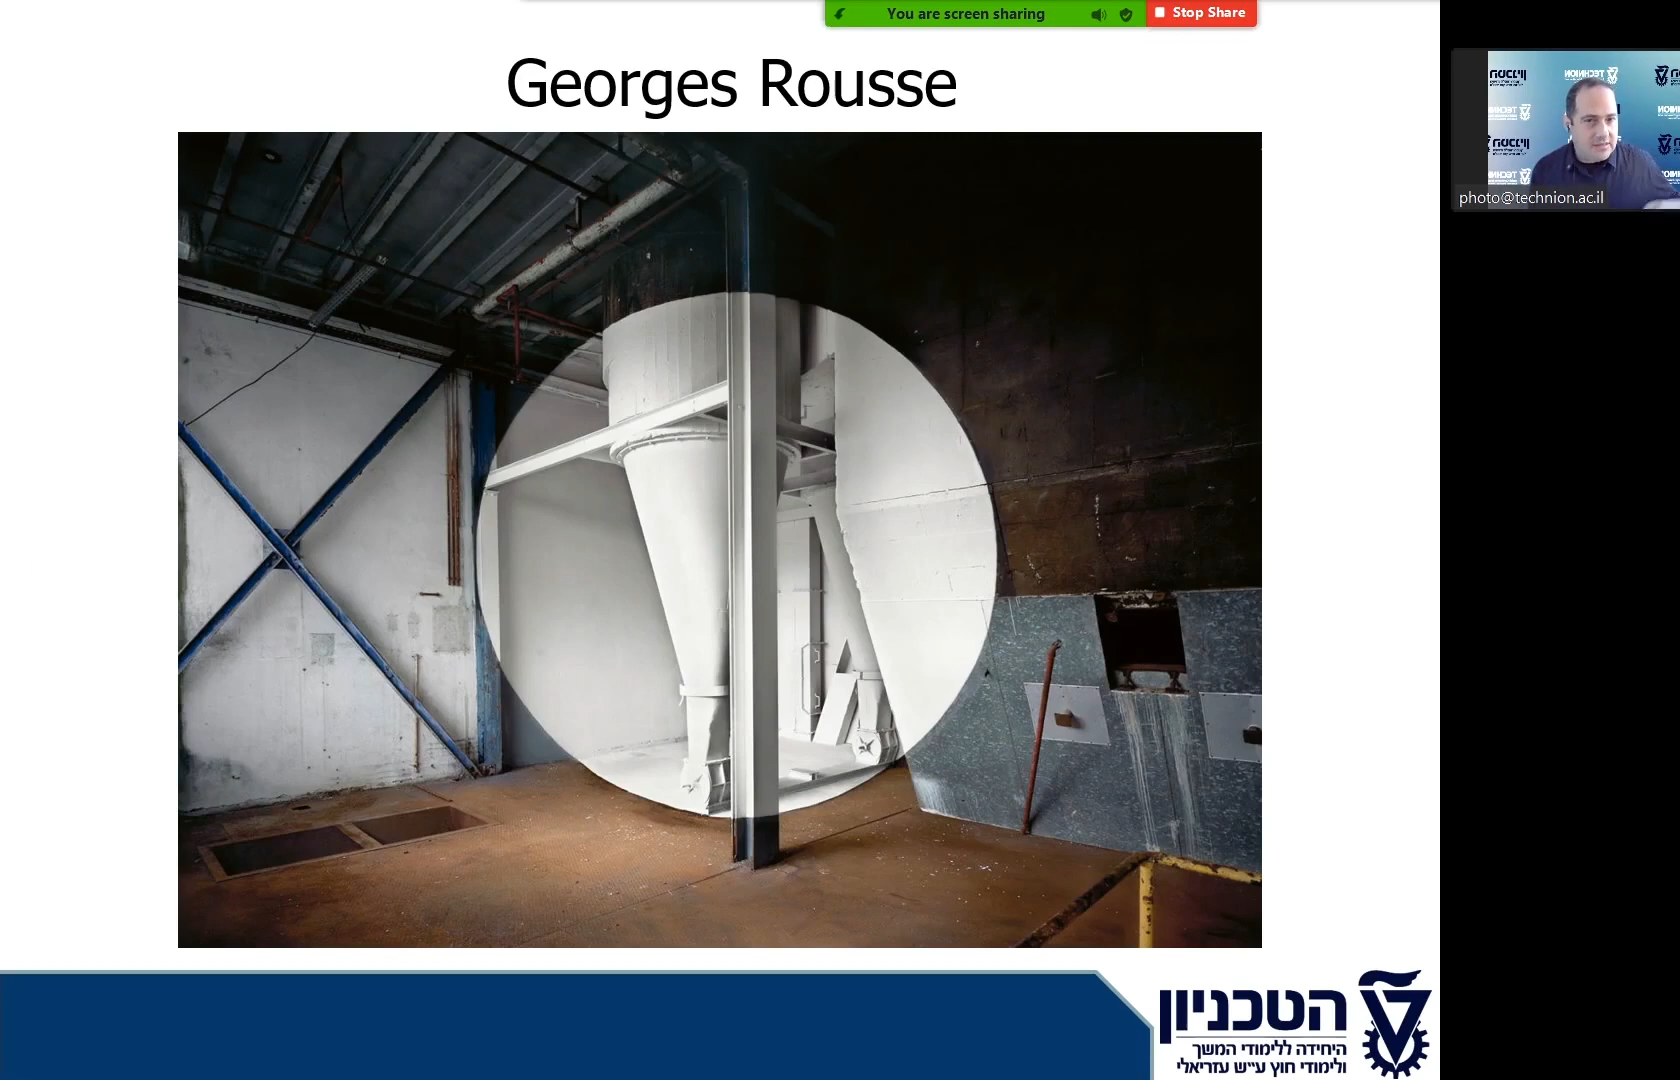 You are screen sharing
Stop Share
Georges Rousse
TECHNION
photo@technion.ac.il
הטכניון
היחידה ללימודי המשך
ולימודי חוץ ע״ש עזריאלי